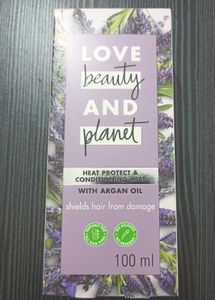 LOVE
beauty
AND
planet
HEAT PROTECT &
CONDITIONING MIST
WITH ARGAN OIL
shields hair from damage
100 ml